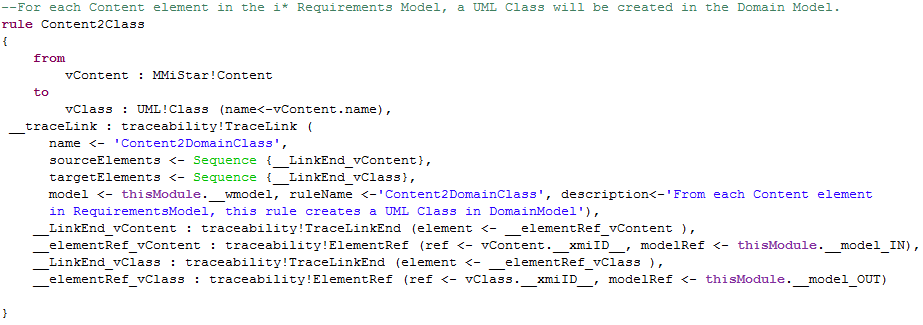 --For each Content element in the i* Requirements Model, a UML Class will be created in the Domain Model.
rule Content2Class
{
    from
        vContent : MMiStar!Content
    to
        vClass : UML!Class (name<-vContent.name),
 __traceLink : traceability!TraceLink (
      name <- 'Content2DomainClass',
      sourceElements <- Sequence {__LinkEnd_vContent},
      targetElements <- Sequence {__LinkEnd_vClass},
      model <- thisModule.__wmodel, ruleName <-'Content2DomainClass', description<-'From each Content element
      in RequirementsModel, this rule creates a UML Class in DomainModel'),
    __LinkEnd_vContent : traceability!TraceLinkEnd (element <- __elementRef_vContent ),
    __elementRef_vContent : traceability!ElementRef (ref <- vContent.__xmiID__, modelRef <- thisModule.__model_IN),
    __LinkEnd_vClass : traceability!TraceLinkEnd (element <- __elementRef_vClass ),
    __elementRef_vClass : traceability!ElementRef (ref <- vClass.__xmiID__, modelRef <- thisModule.__model_OUT)
}